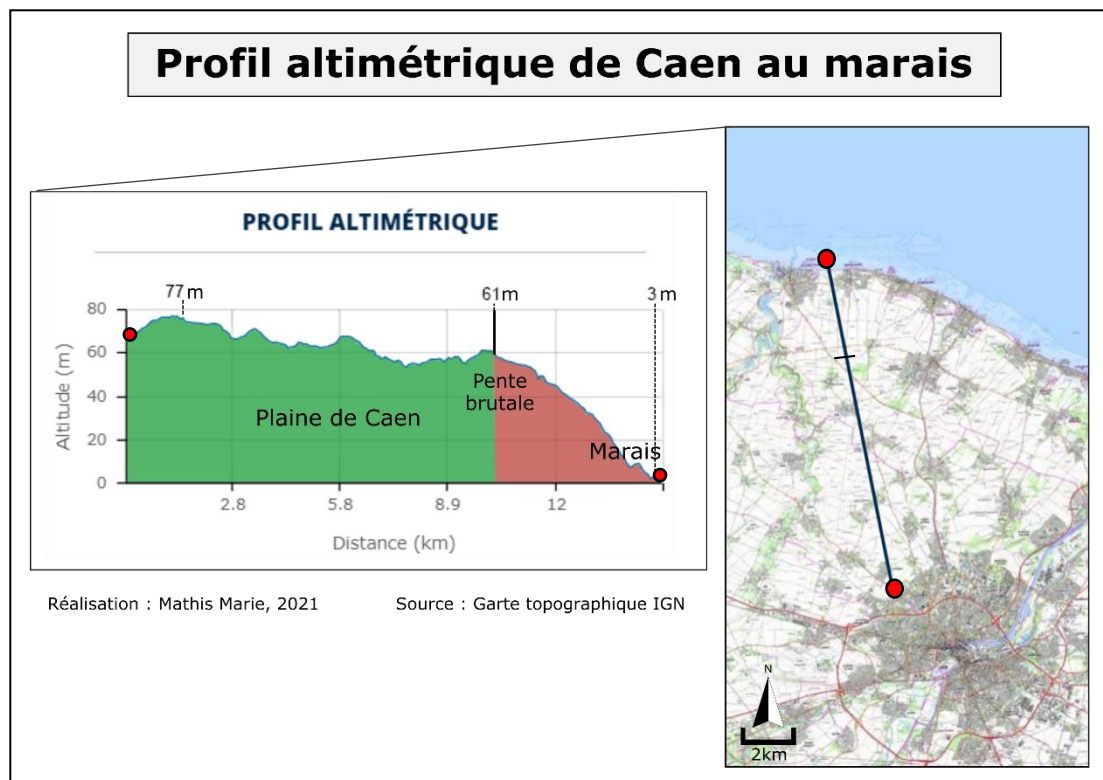 Profil altimétrique de Caen au marais
PROFIL ALTIMÉTRIQUE
77m
61m
3 m
80
60
40
20
0
Altitude (m)
Plaine de Caen
Pente
brutale
Marais
2.8
5.8
8.9
12
Distance (km)
Réalisation : Mathis Marie, 2021
Source : Garte topographique IGN
N
2km